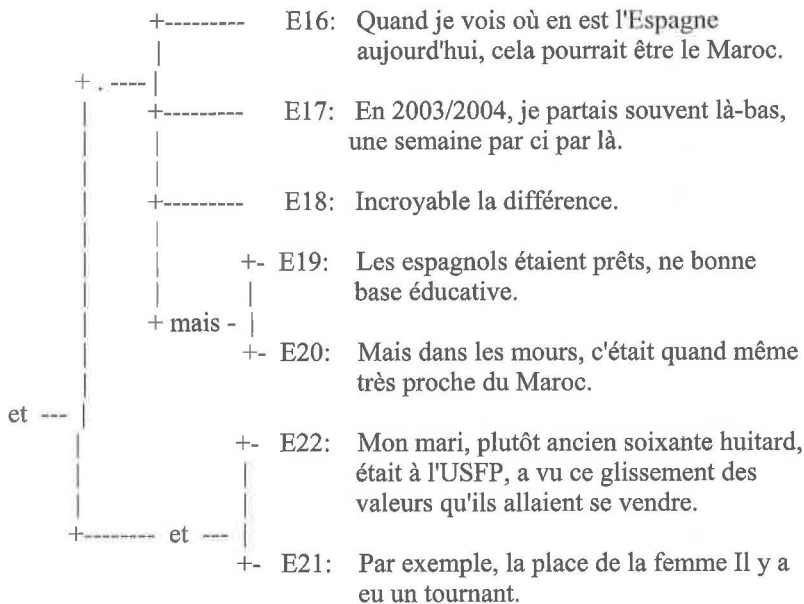 E16: Quand je vois où en est l'Espagne
aujourd'hui, cela pourrait être le Maroc.
E17: En 2003/2004, je partais souvent là-bas,
une semaine par ci par là.
E18: Incroyable la différence.
E19: Les espagnols étaient prêts, ne bonne
base éducative.
mais
E20: Mais dans les mours, c'était quand même
très proche du Maroc.
et
E22: Mon mari, plutôt ancien soixante huitard,
était à l'USFP, a vu ce glissement des
valeurs qu'ils allaient se vendre.
et
E21: Par exemple, la place de la femme Il y a
eu un tournant.